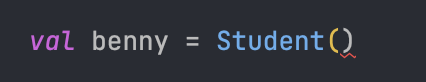 val benny = Student()